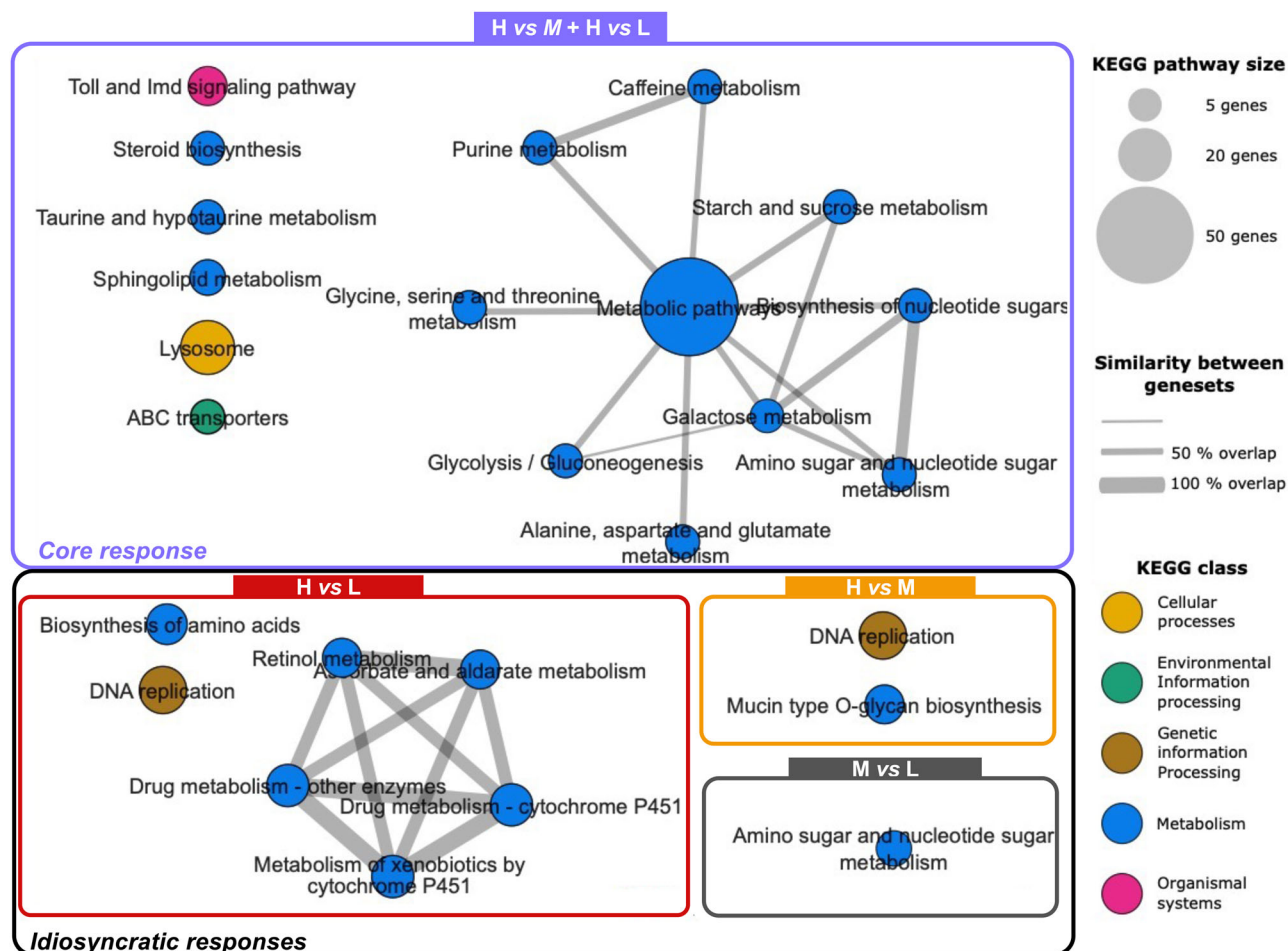 H vs M + H vs L
Toll and Imd signaling pathway
Steroid biosynthesis
Taurine and hypotaurine metabolism
Sphingolipid metabolism
Lysosome
ABC transporters
Caffeine metabolism
Purine metabolism
Starch and sucrose metabolism
Glycine, serine and threonine
metabolism
Metabolic pathways
Biosynthesis of nucleotide sugars
Galactose metabolism
Glycolysis / Gluconeogenesis
Amino sugar and nucleotide sugar
metabolism
Alanine, aspartate and glutamate
metabolism
Core response
KEGG pathway size
5 genes
20 genes
50 genes
Similarity between
genesets
50 % overlap
100 % overlap
KEGG class
Cellular
processes
Environmental
Information
processing
Genetic
information
Processing
Metabolism
Organismal
systems
H vs L
Biosynthesis of amino acids
DNA replication
Retinol metabolism
Ascorbate and aldarate metabolism
Drug metabolism - other enzymes
Drug metabolism - cytochrome P451
Metabolism of xenobiotics by
cytochrome P451
H vs M
DNA replication
Mucin type O-glycan biosynthesis
M vs L
Amino sugar and nucleotide sugar
metabolism
Idiosyncratic responses